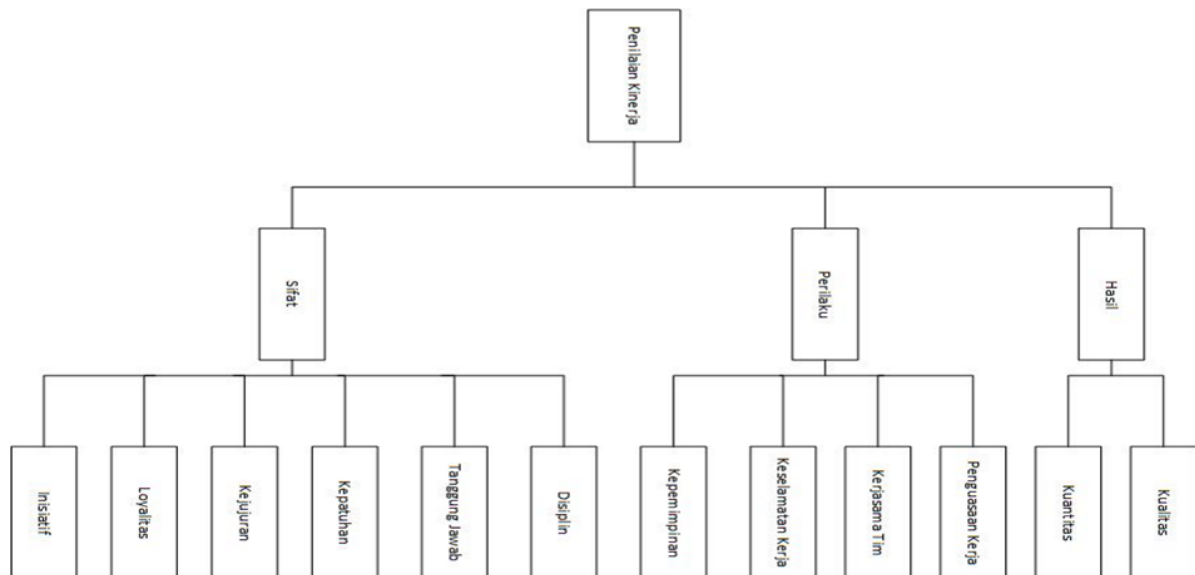 Penilaian Kinerja
Sifat
Perilaku
Hasil
Inisiatif
Loyalitas
Kejujuran
Kepatuhan
Tanggung Jawab
Disiplin
Kepemimpinan
Keselamatan Kerja
Kerjasama Tim
Penguasaan Kerja
Kuantitas
Kualitas